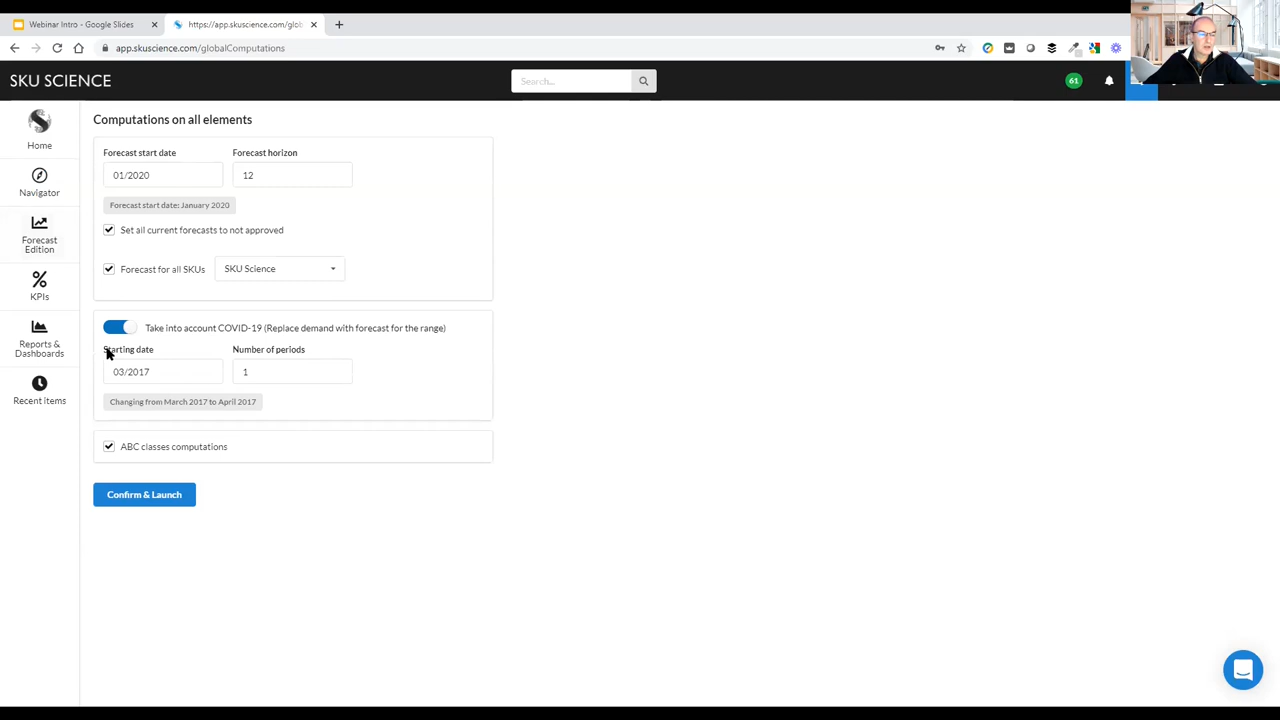 Webinar Intro - Google Slides
https://app.skuscience.com/glob
app.skuscience.com/globalComputations
SKU SCIENCE
Search...
61
Home
Navigator
Forecast
Edition
KPIs
Reports &
Dashboards
Recent items
Computations on all elements
Forecast start date
Forecast horizon
01/2020
12
Forecast start date: January 2020
Set all current forecasts to not approved
Forecast for all SKUs
SKU Science
Take into account COVID-19 (Replace demand with forecast for the range)
Starting date
Number of periods
03/2017
1
Changing from March 2017 to April 2017
ABC classes computations
Confirm & Launch